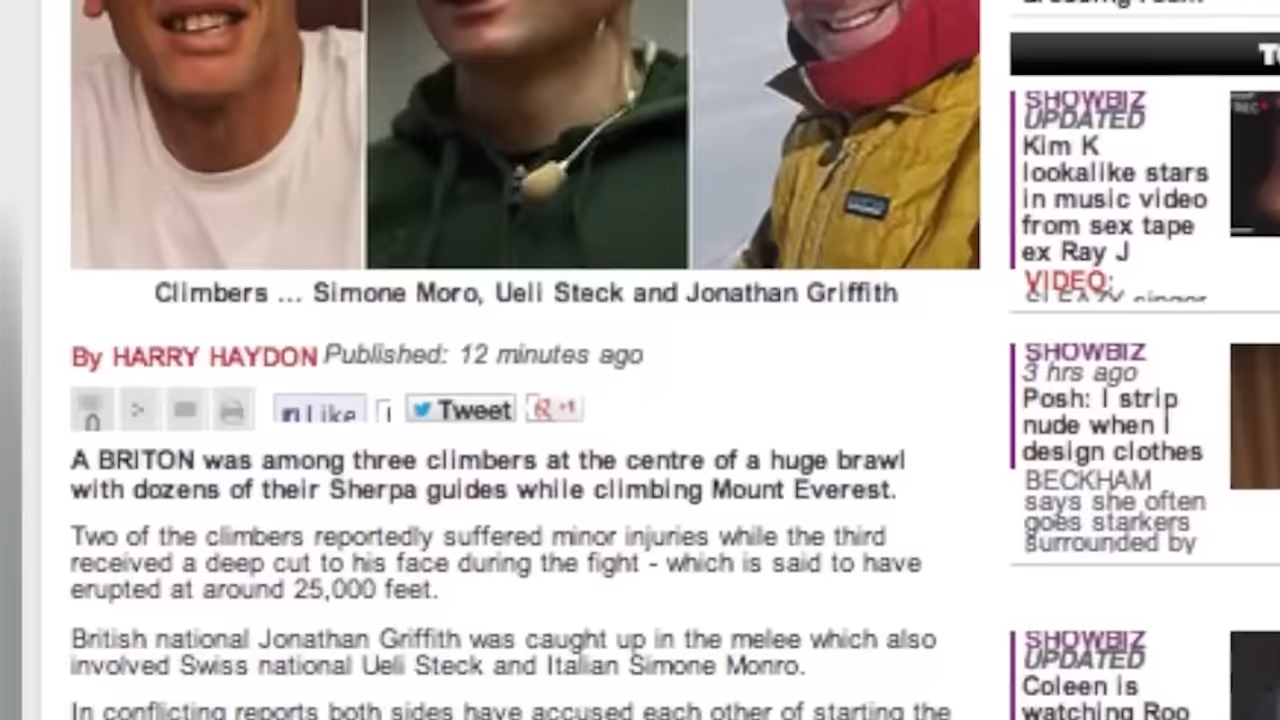 Climbers ... Simone Moro, Ueli Steck and Jonathan Griffith
By HARRY HAYDON Published: 12 minutes ago
0
Like
Tweet
+1
A BRITON was among three climbers at the centre of a huge brawl
with dozens of their Sherpa guides while climbing Mount Everest.
Two of the climbers reportedly suffered minor injuries while the third
received a deep cut to his face during the fight - which is said to have
erupted at around 25,000 feet.
British national Jonathan Griffith was caught up in the melee which also
involved Swiss national Ueli Steck and Italian Simone Monro.
In conflicting reports both sides have accused each other of starting the
SHOWBIZ
UPDATED
Kim K
lookalike stars
in music video
from sex tape
ex Ray J
VIDEO:
SLEAZY singer
REC
SHOWBIZ
3 hrs ago
Posh: I strip
nude when I
design clothes
BECKHAM
says she often
goes starkers
surrounded by
SHOWBIZ
UPDATED
Coleen is
watching Roo